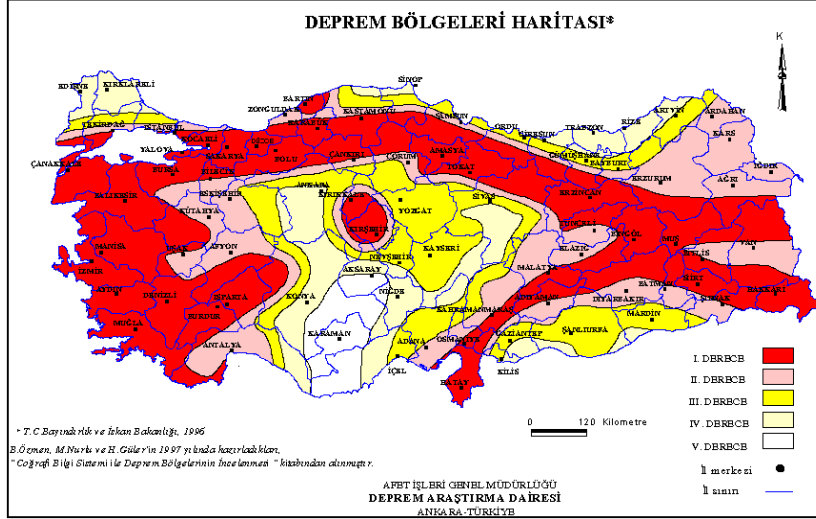 DEPREM BÖLGELERİ HARİTASI*
K
SİNOP
BARTIN
EDİRNE
KIRKLARELİ
ZONGULDAK
KASTAMONU
ARTVİN
ARDAHAN
TEKİRDAĞ
İSTANBUL
KARABÜK
SAMSUN
ORDU
GİRESUN
TRABZON
RİZE
KARS
KOCAELİ
YALOVA
SAKARYA
DÜZCE
BOLU
ÇANKIRI
ÇORUM
AMASYA
TOKAT
GÜMÜŞHANE
BAYBURT
IĞDIR
ÇANAKKALE
BURSA
BİLECİK
ERZURUM
AĞRI
BALIKESİR
ESKİŞEHİR
ANKARA
KIRIKKALE
YOZGAT
SİVAS
ERZİNCAN
KÜTAHYA
KIRŞEHİR
TUNCELİ
BİNGÖL
MUŞ
VAN
MANİSA
UŞAK
AFYON
KAYSERİ
ELAZIĞ
BİTLİS
İZMİR
NEVŞEHİR
AKSARAY
MALATYA
SİİRT
AYDIN
DENİZLİ
ISPARTA
KONYA
NİĞDE
KAHRAMANMARAŞ
ADIYAMAN
DİYARBAKIR
BATMAN
ŞIRNAK
HAKKARİ
BURDUR
MARDİN
MUĞLA
ANTALYA
KARAMAN
ADANA
OSMANİYE
GAZİANTEP
ŞANLIURFA
İÇEL
KİLİS
HATAY
I. DERECE
II. DERECE
III. DERECE
IV. DERECE
V. DERECE
İl merkezi
İl sınırı
0 120 Kilometre
* T.C.Bayındırlık ve İskan Bakanlığı, 1996
B.Özmen, M.Nurlu ve H.Güler'in 1997 yılında hazırladıkları,
"Coğrafi Bilgi Sistemi ile Deprem Bölgelerinin İncelenmesi" kitabından alınmıştır.
AFET İŞLERİ GENEL MÜDÜRLÜĞÜ
DEPREM ARAŞTIRMA DAİRESİ
ANKARA-TÜRKİYE